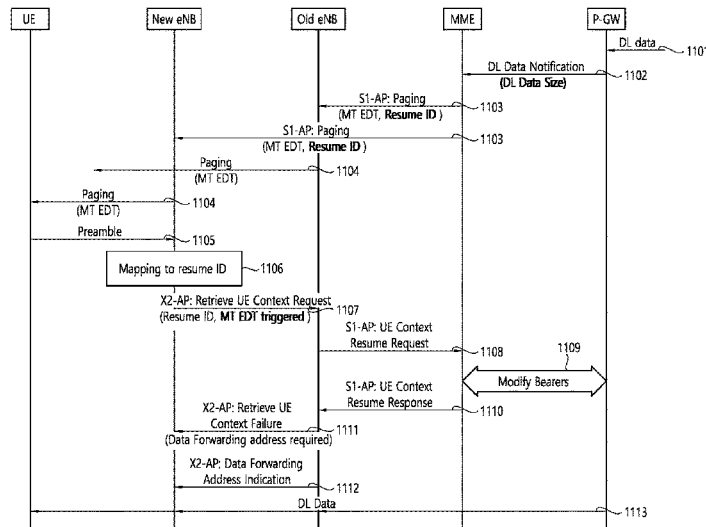 UE
New eNB
Old eNB
MME
P-GW
DL data
1101
DL Data Notification
(DL Data Size)
1102
S1-AP: Paging
(MT EDT, Resume ID )
1103
S1-AP: Paging
(MT EDT, Resume ID )
1103
Paging
(MT EDT)
1104
Paging
(MT EDT)
1104
Preamble
1105
Mapping to resume ID
1106
X2-AP: Retrieve UE Context Request
(Resume ID, MT EDT triggered )
1107
S1-AP: UE Context
Resume Request
1108
1109
Modify Bearers
S1-AP: UE Context
Resume Response
1110
X2-AP: Retrieve UE
Context Failure
(Data Forwarding address required)
1111
X2-AP: Data Forwarding
Address Indication
1112
DL Data
1113